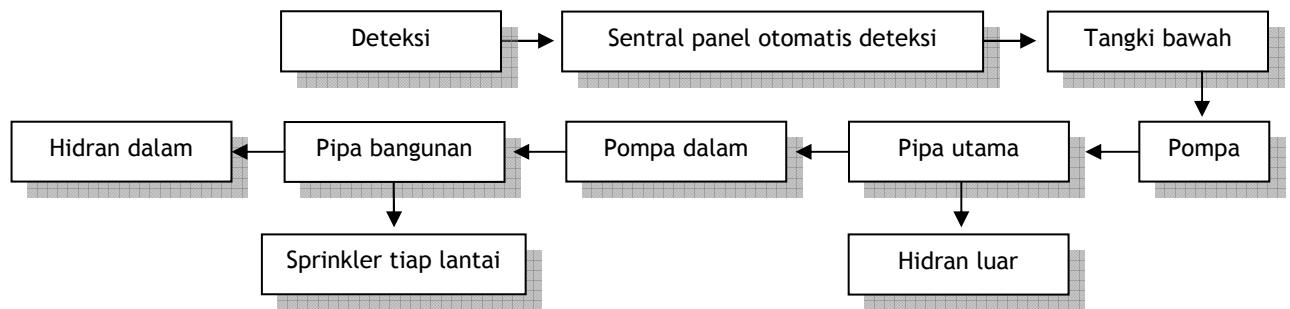 Deteksi
Sentral panel otomatis deteksi
Tangki bawah
Hidran dalam
Pipa bangunan
Pompa dalam
Pipa utama
Pompa
Sprinkler tiap lantai
Hidran luar